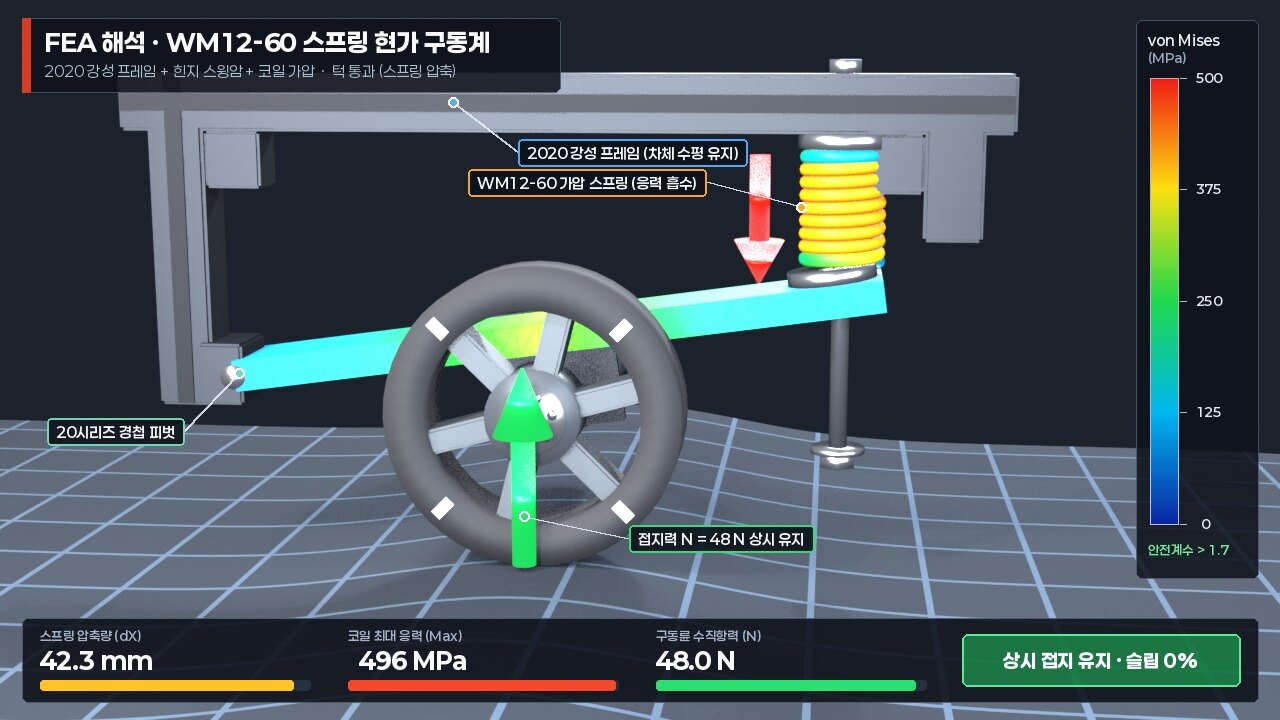 FEA 해석 · WM12-60 스프링 현가 구동계
2020 강성 프레임 + 힌지 스윙암 + 코일 가압 · 턱 통과 (스프링 압축)
von Mises
(MPa)
500
375
250
125
0
안전계수 > 1.7
2020 강성 프레임 (차체 수평 유지)
WM12-60 가압 스프링 (응력 흡수)
20시리즈 경첩 피벗
접지력 N = 48 N 상시 유지
스프링 압축량 (dX)
42.3 mm
코일 최대 응력 (Max)
496 MPa
구동륜 수직항력 (N)
48.0 N
상시 접지 유지 · 슬립 0%